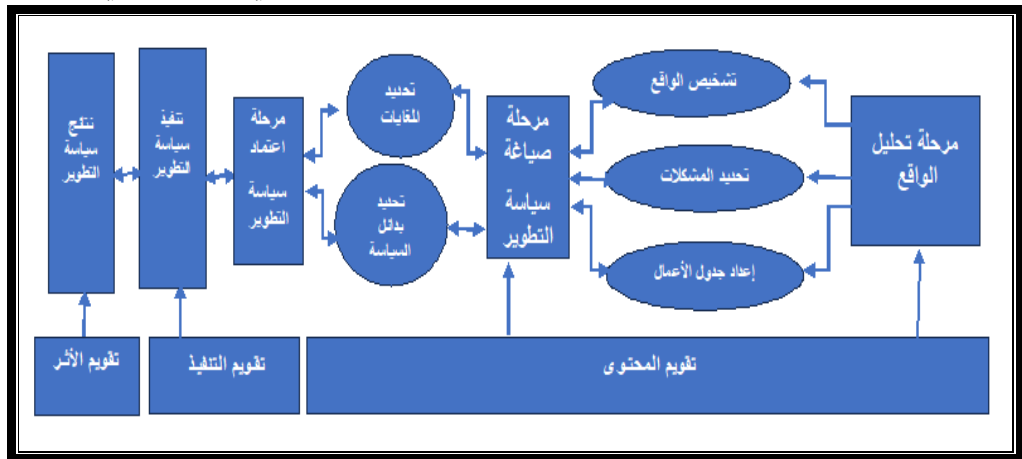 مرحلة تحليل
الواقع
تشخيص الواقع
تحديد المشكلات
إعداد جدول الأعمال
مرحلة
صياغة
سياسة
التطوير
تحديد
الغايات
تحديد
بدائل
السياسة
مرحلة
اعتماد
سياسة
التطوير
تنفيذ
سياسة
التطوير
نتائج
سياسة
التطوير
تقويم المحتوى
تقويم التنفيذ
تقويم الأثر